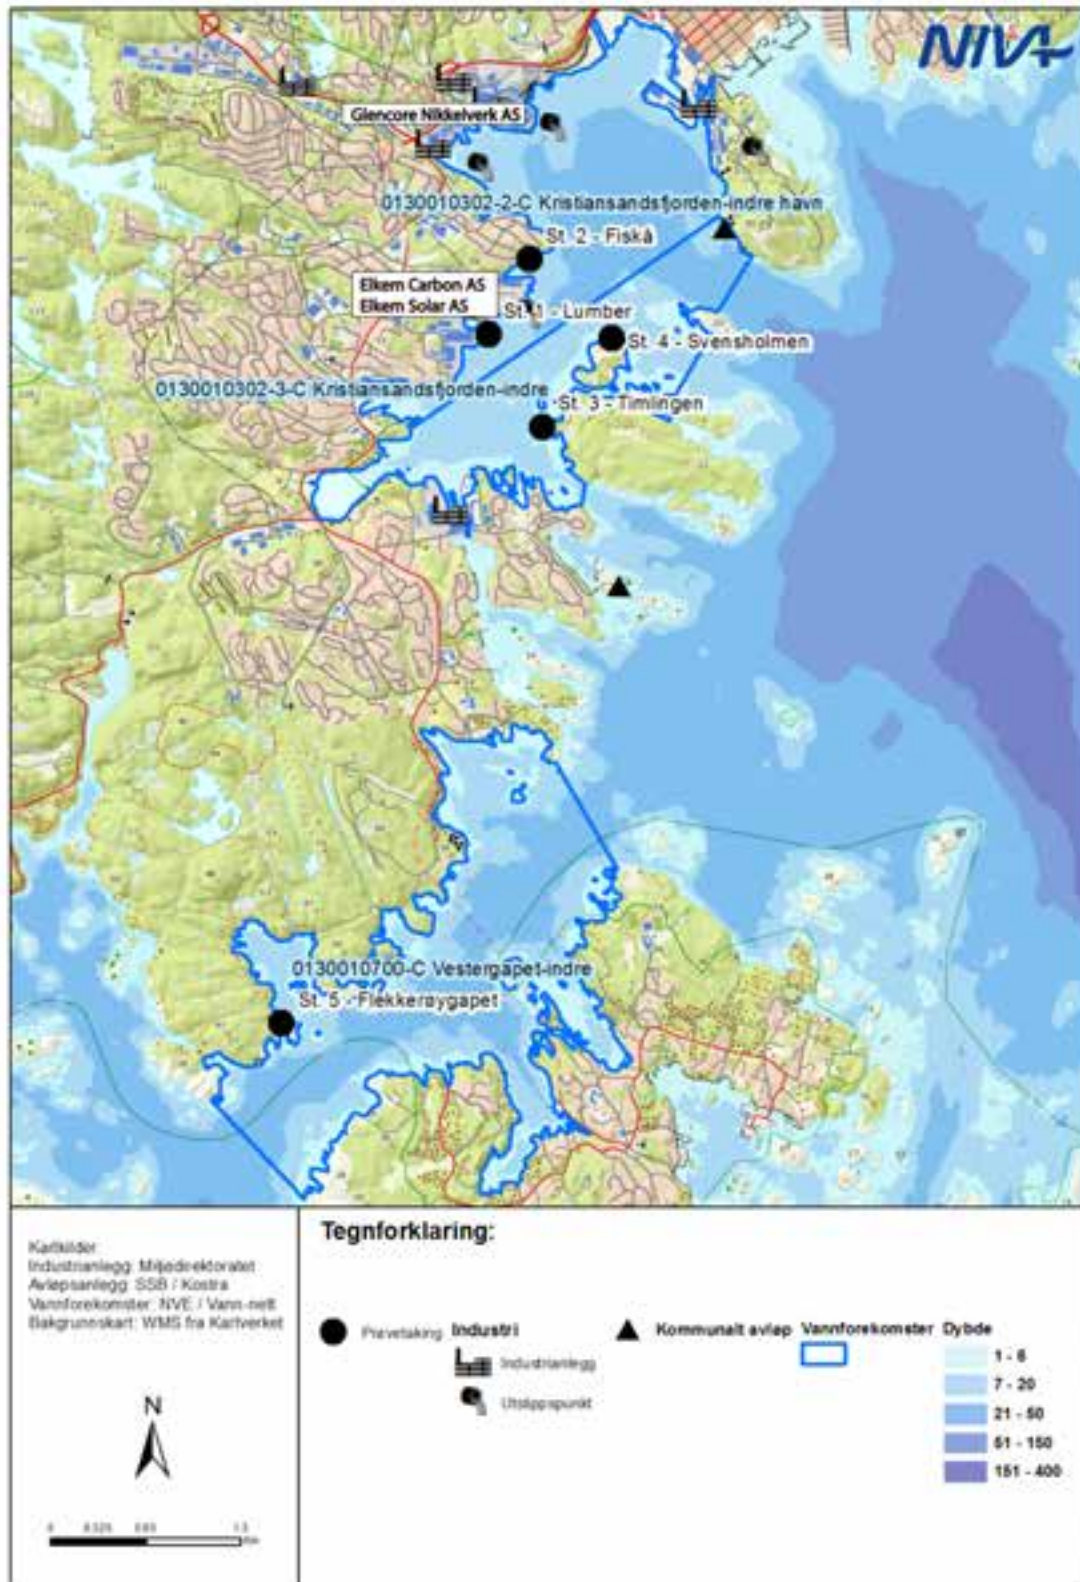 NIVA
Glencore Nikkelverk AS
0130010302-2-C Kristiansandsfjorden-indre havn
St. 2 - Fiskå
Elkem Carbon AS
Elkem Solar AS
St. 1 - Lumber
St. 4 - Svensholmen
0130010302-3-C Kristiansandsfjorden-indre
St. 3 - Timlingen
0130010700-C Vestergapet-indre
St. 5 - Flekkerøygapet
Kartkilder:
Industrianlegg: Miljødirektoratet
Avløpsanlegg: SSB / Kostra
Vannforekomster: NVE / Vann-nett
Bakgrunnskart: WMS fra Kartverket
N
Tegnforklaring:
Prøvetaking
Industri
Industrianlegg
Utslippspunkt
Kommunalt avløp
Vannforekomster
Dybde
1 - 6
7 - 20
21 - 50
51 - 150
151 - 400